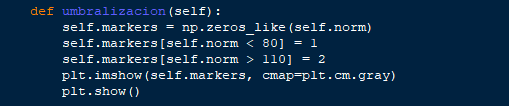 def umbralizacion(self):
    self.markers = np.zeros_like(self.norm)
    self.markers[self.norm < 80] = 1
    self.markers[self.norm > 110] = 2
    plt.imshow(self.markers, cmap=plt.cm.gray)
    plt.show()